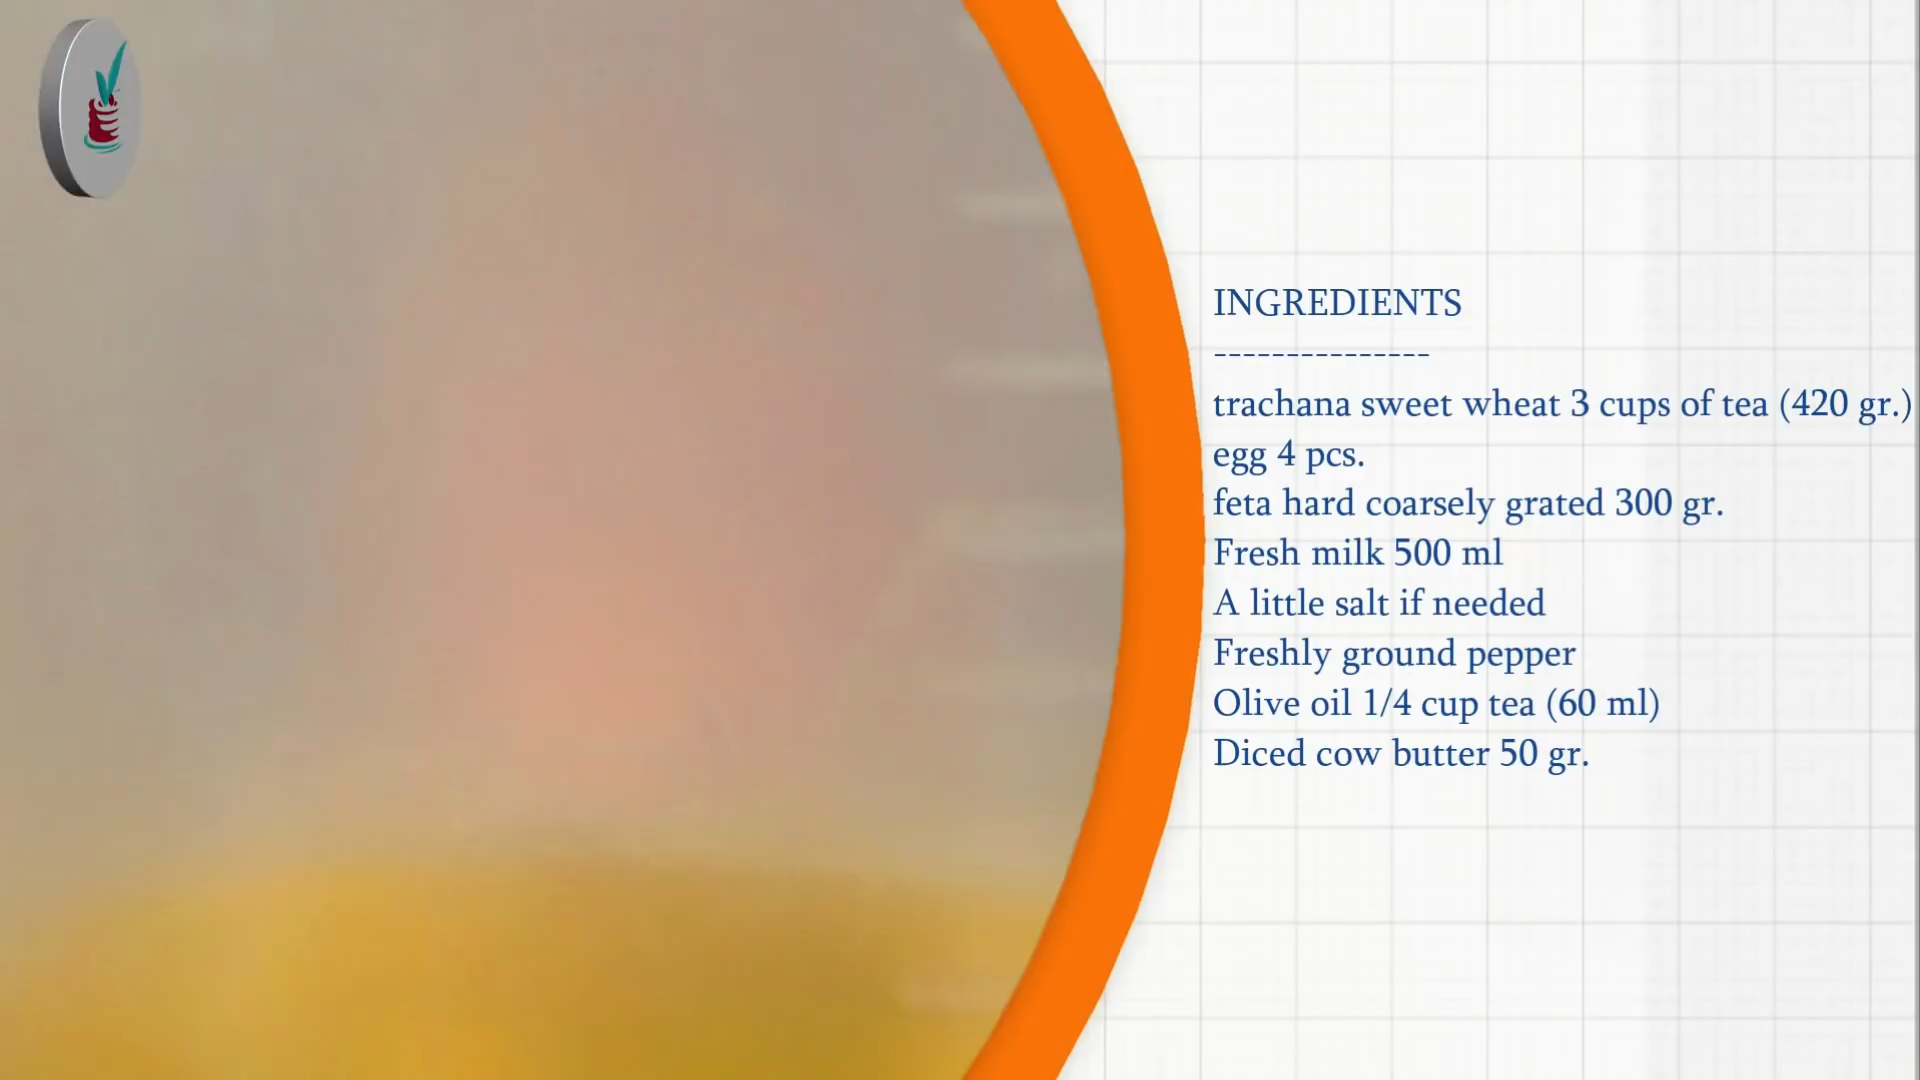 INGREDIENTS
---------------
trachana sweet wheat 3 cups of tea (420 gr.)
egg 4 pcs.
feta hard coarsely grated 300 gr.
Fresh milk 500 ml
A little salt if needed
Freshly ground pepper
Olive oil 1/4 cup tea (60 ml)
Diced cow butter 50 gr.